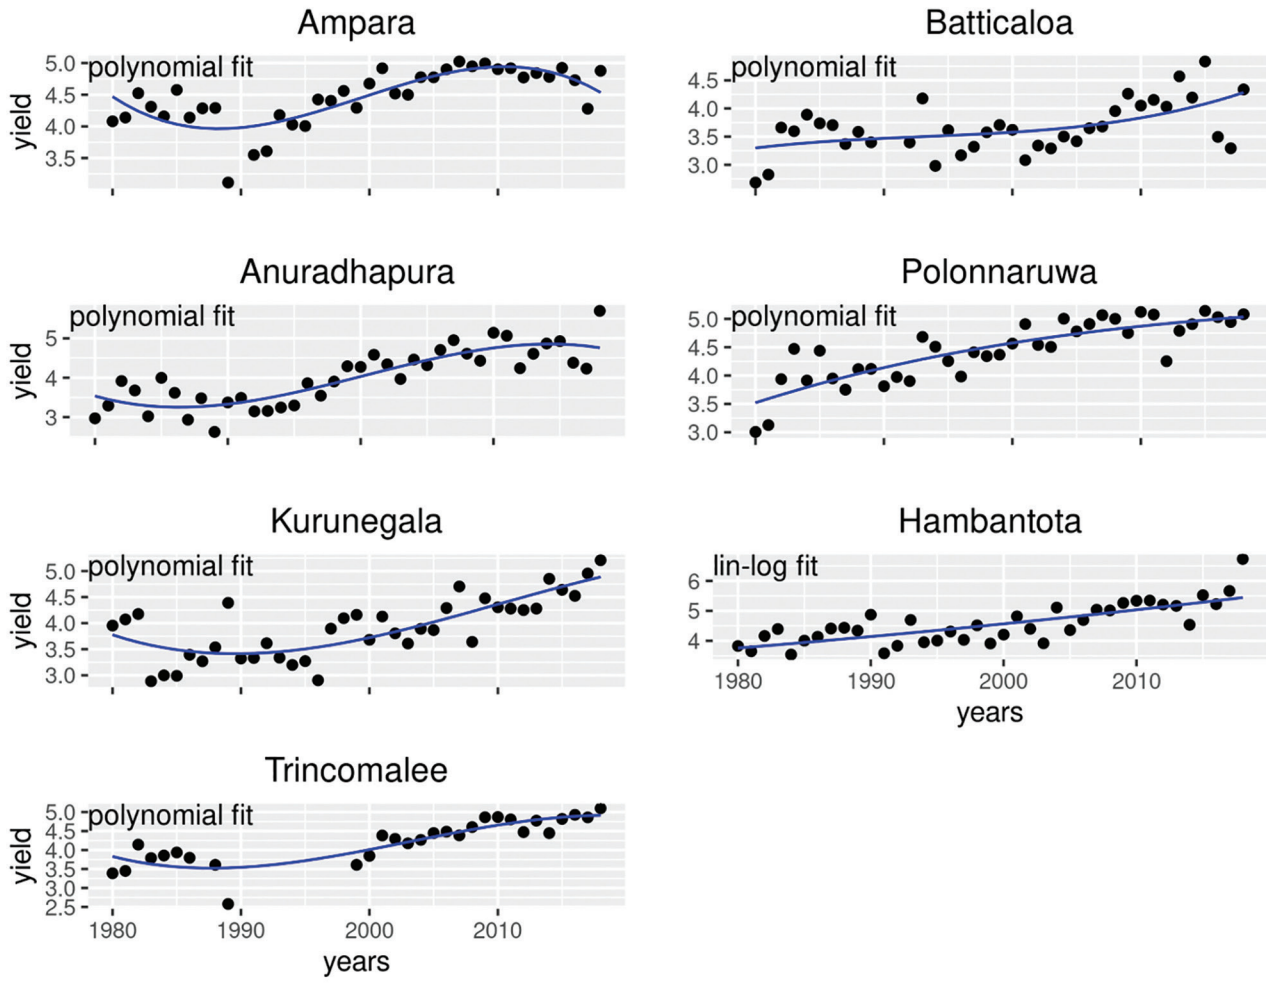 Ampara
polynomial fit
yield
5.0
4.5
4.0
3.5
Batticaloa
polynomial fit
4.5
4.0
3.5
3.0
Anuradhapura
polynomial fit
yield
5
4
3
Polonnaruwa
polynomial fit
5.0
4.5
4.0
3.5
3.0
Kurunegala
polynomial fit
yield
5.0
4.5
4.0
3.5
3.0
Hambantota
lin-log fit
6
5
4
1980 1990 2000 2010
years
Trincomalee
polynomial fit
yield
5.0
4.5
4.0
3.5
3.0
2.5
1980 1990 2000 2010
years